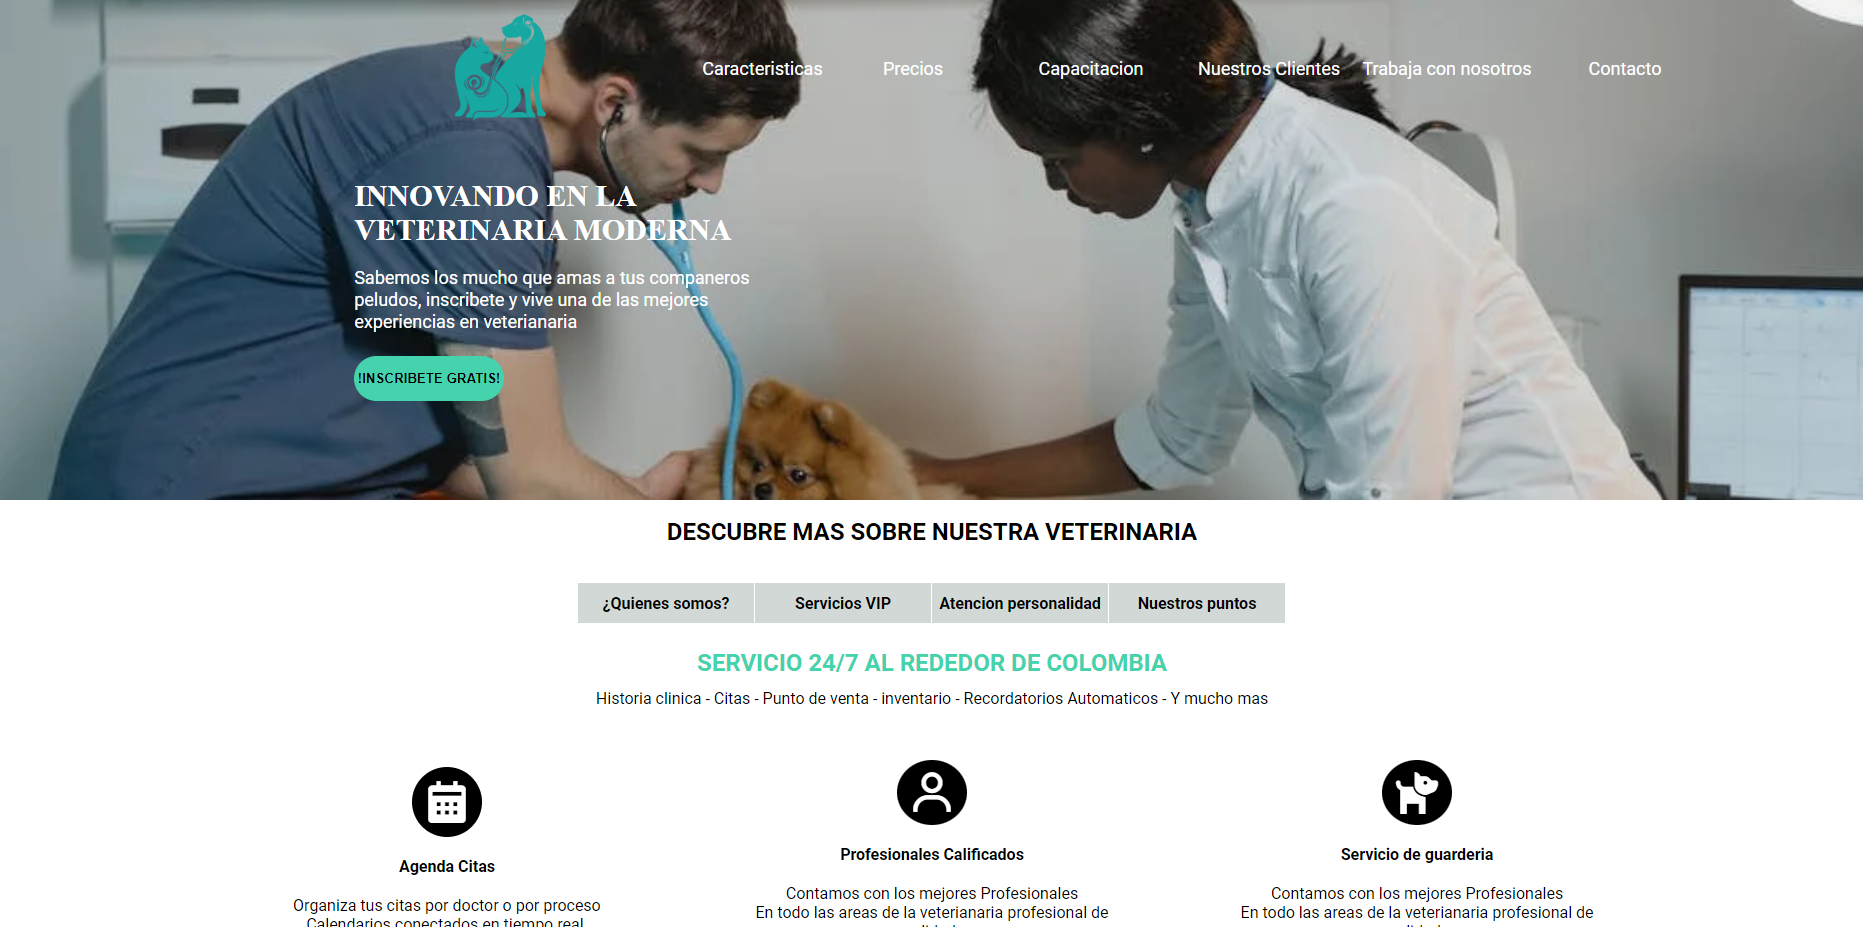 Caracteristicas Precios Capacitacion Nuestros Clientes Trabaja con nosotros Contacto
INNOVANDO EN LA
VETERINARIA MODERNA
Sabemos los mucho que amas a tus companeros
peludos, inscribete y vive una de las mejores
experiencias en veterianaria
!INSCRIBETE GRATIS!
DESCUBRE MAS SOBRE NUESTRA VETERINARIA
¿Quienes somos? Servicios VIP Atencion personalidad Nuestros puntos
SERVICIO 24/7 AL REDEDOR DE COLOMBIA
Historia clinica - Citas - Punto de venta - inventario - Recordatorios Automaticos - Y mucho mas
Agenda Citas
Organiza tus citas por doctor o por proceso
Calendarios conectados en tiempo real
Profesionales Calificados
Contamos con los mejores Profesionales
En todo las areas de la veterianaria profesional de
Servicio de guarderia
Contamos con los mejores Profesionales
En todo las areas de la veterianaria profesional de